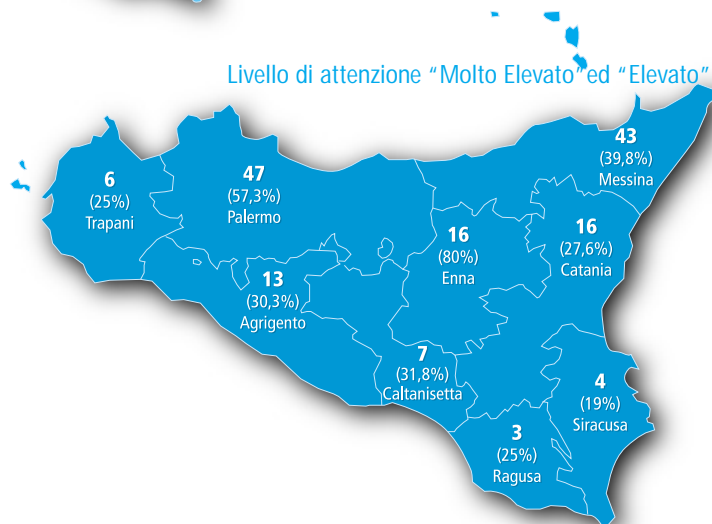 Livello di attenzione “Molto Elevato”ed “Elevato”
43
(39,8%)
Messina
6
(25%)
Trapani
47
(57,3%)
Palermo
16
(80%)
Enna
16
(27,6%)
Catania
13
(30,3%)
Agrigento
7
(31,8%)
Caltanisetta
4
(19%)
Siracusa
3
(25%)
Ragusa